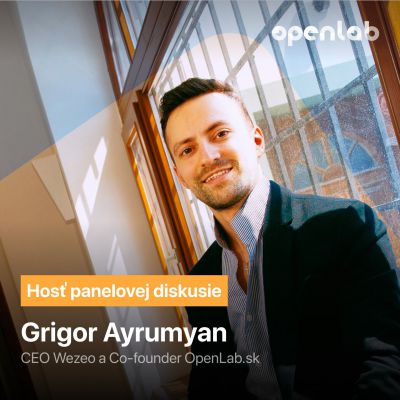 openlab
Hosť panelovej diskusie
Grigor Ayrumyan
CEO Wezeo a Co-founder OpenLab.sk